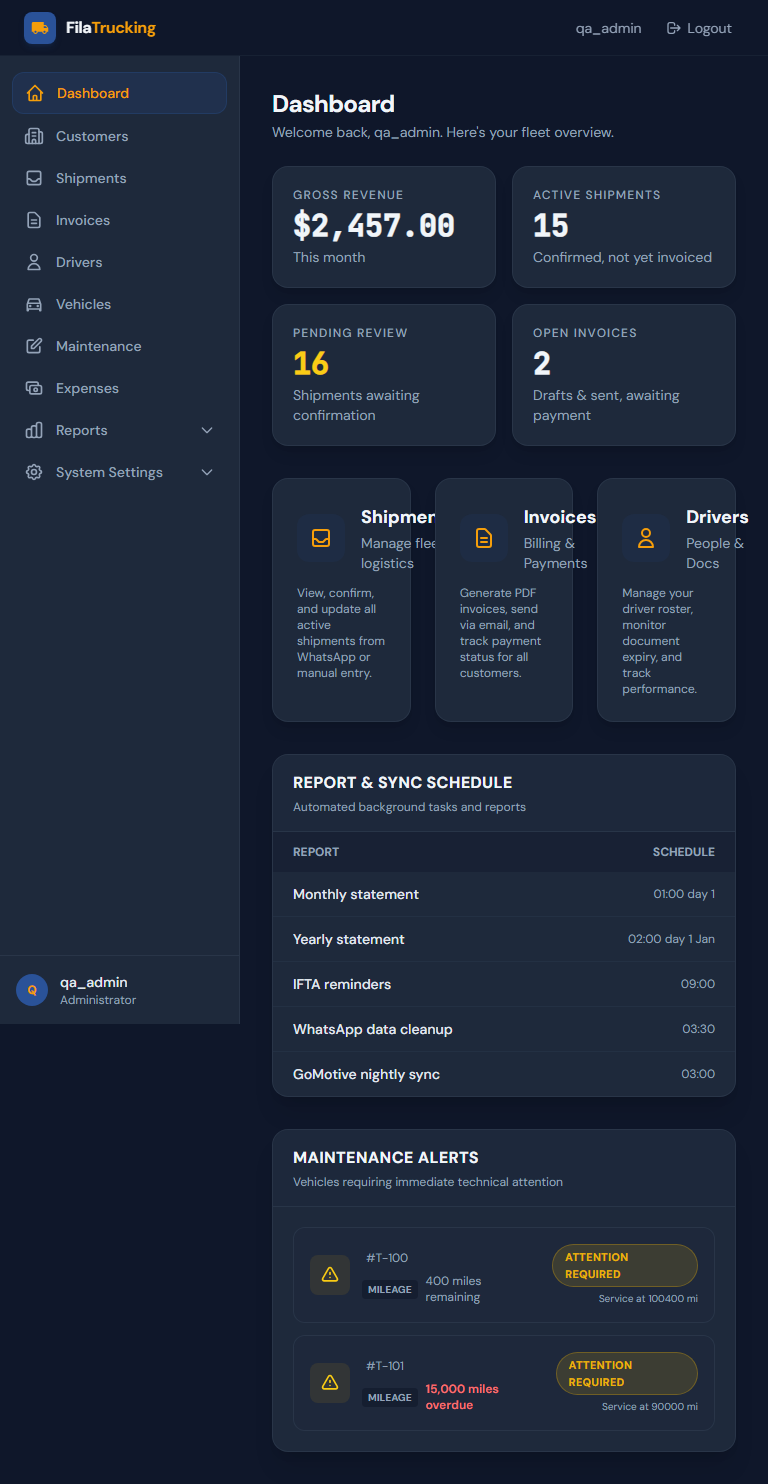 FilaTrucking
qa_admin
Logout
Dashboard
Customers
Shipments
Invoices
Drivers
Vehicles
Maintenance
Expenses
Reports
System Settings
Q
qa_admin
Administrator
Dashboard
Welcome back, qa_admin. Here's your fleet overview.
GROSS REVENUE
$2,457.00
This month
ACTIVE SHIPMENTS
15
Confirmed, not yet invoiced
PENDING REVIEW
16
Shipments awaiting
confirmation
OPEN INVOICES
2
Drafts & sent, awaiting
payment
Shipmen
Manage flee
logistics
View, confirm,
and update all
active
shipments from
WhatsApp or
manual entry.
Invoices
Billing &
Payments
Generate PDF
invoices, send
via email, and
track payment
status for all
customers.
Drivers
People &
Docs
Manage your
driver roster,
monitor
document
expiry, and
track
performance.
REPORT & SYNC SCHEDULE
Automated background tasks and reports
REPORT SCHEDULE
Monthly statement 01:00 day 1
Yearly statement 02:00 day 1 Jan
IFTA reminders 09:00
WhatsApp data cleanup 03:30
GoMotive nightly sync 03:00
MAINTENANCE ALERTS
Vehicles requiring immediate technical attention
#T-100
MILEAGE
400 miles
remaining
ATTENTION
REQUIRED
Service at 100400 mi
#T-101
MILEAGE
15,000 miles
overdue
ATTENTION
REQUIRED
Service at 90000 mi